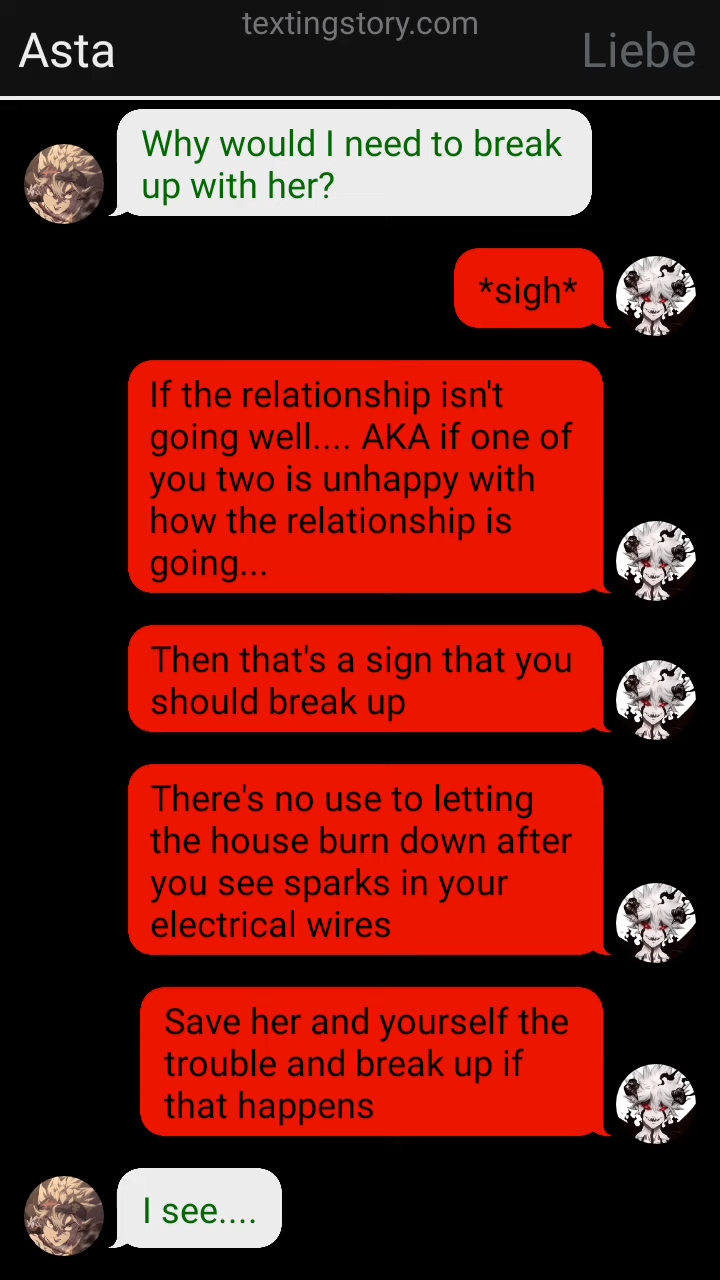 textingstory.com
Asta
Liebe
Why would I need to break
up with her?
*sigh*
If the relationship isn't
going well.... AKA if one of
you two is unhappy with
how the relationship is
going...
Then that's a sign that you
should break up
There's no use to letting
the house burn down after
you see sparks in your
electrical wires
Save her and yourself the
trouble and break up if
that happens
I see....